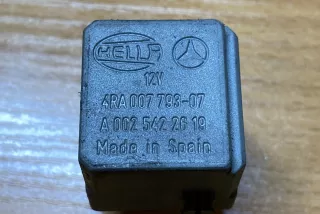 HELLA
12V
4RA 007 793-07
A 002 542 26 19
Made in Spain